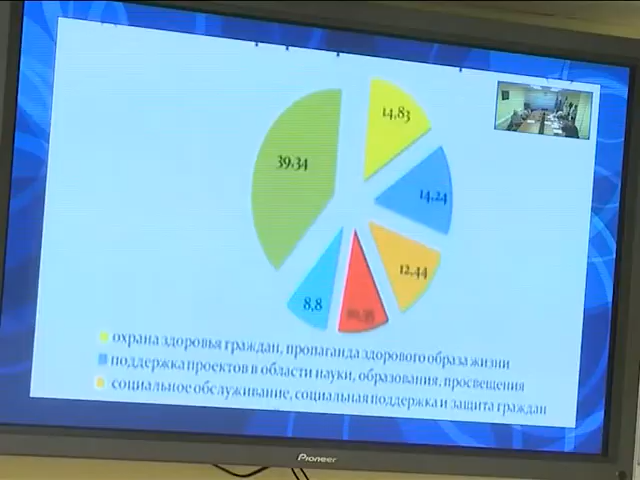 14,83
39,34
14,24
12,44
8,8
охрана здоровья граждан, пропаганда здорового образа жизни
поддержка проектов в области науки, образования, просвещения
социальное обслуживание, социальная поддержка и защита граждан
Pioneer